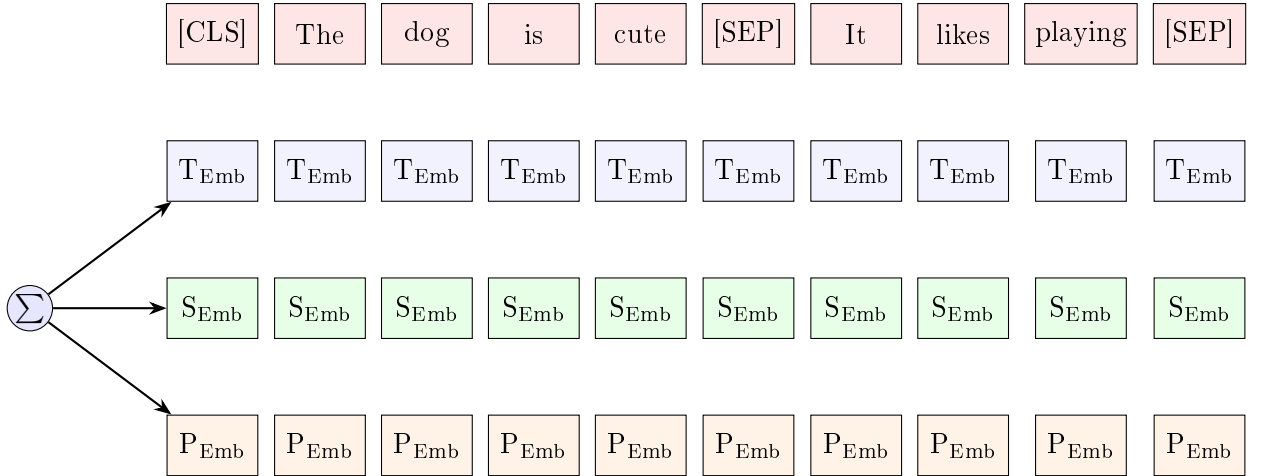 [CLS] The dog is cute [SEP] It likes playing [SEP]
T_Emb T_Emb T_Emb T_Emb T_Emb T_Emb T_Emb T_Emb T_Emb T_Emb
∑ S_Emb S_Emb S_Emb S_Emb S_Emb S_Emb S_Emb S_Emb S_Emb S_Emb
P_Emb P_Emb P_Emb P_Emb P_Emb P_Emb P_Emb P_Emb P_Emb P_Emb